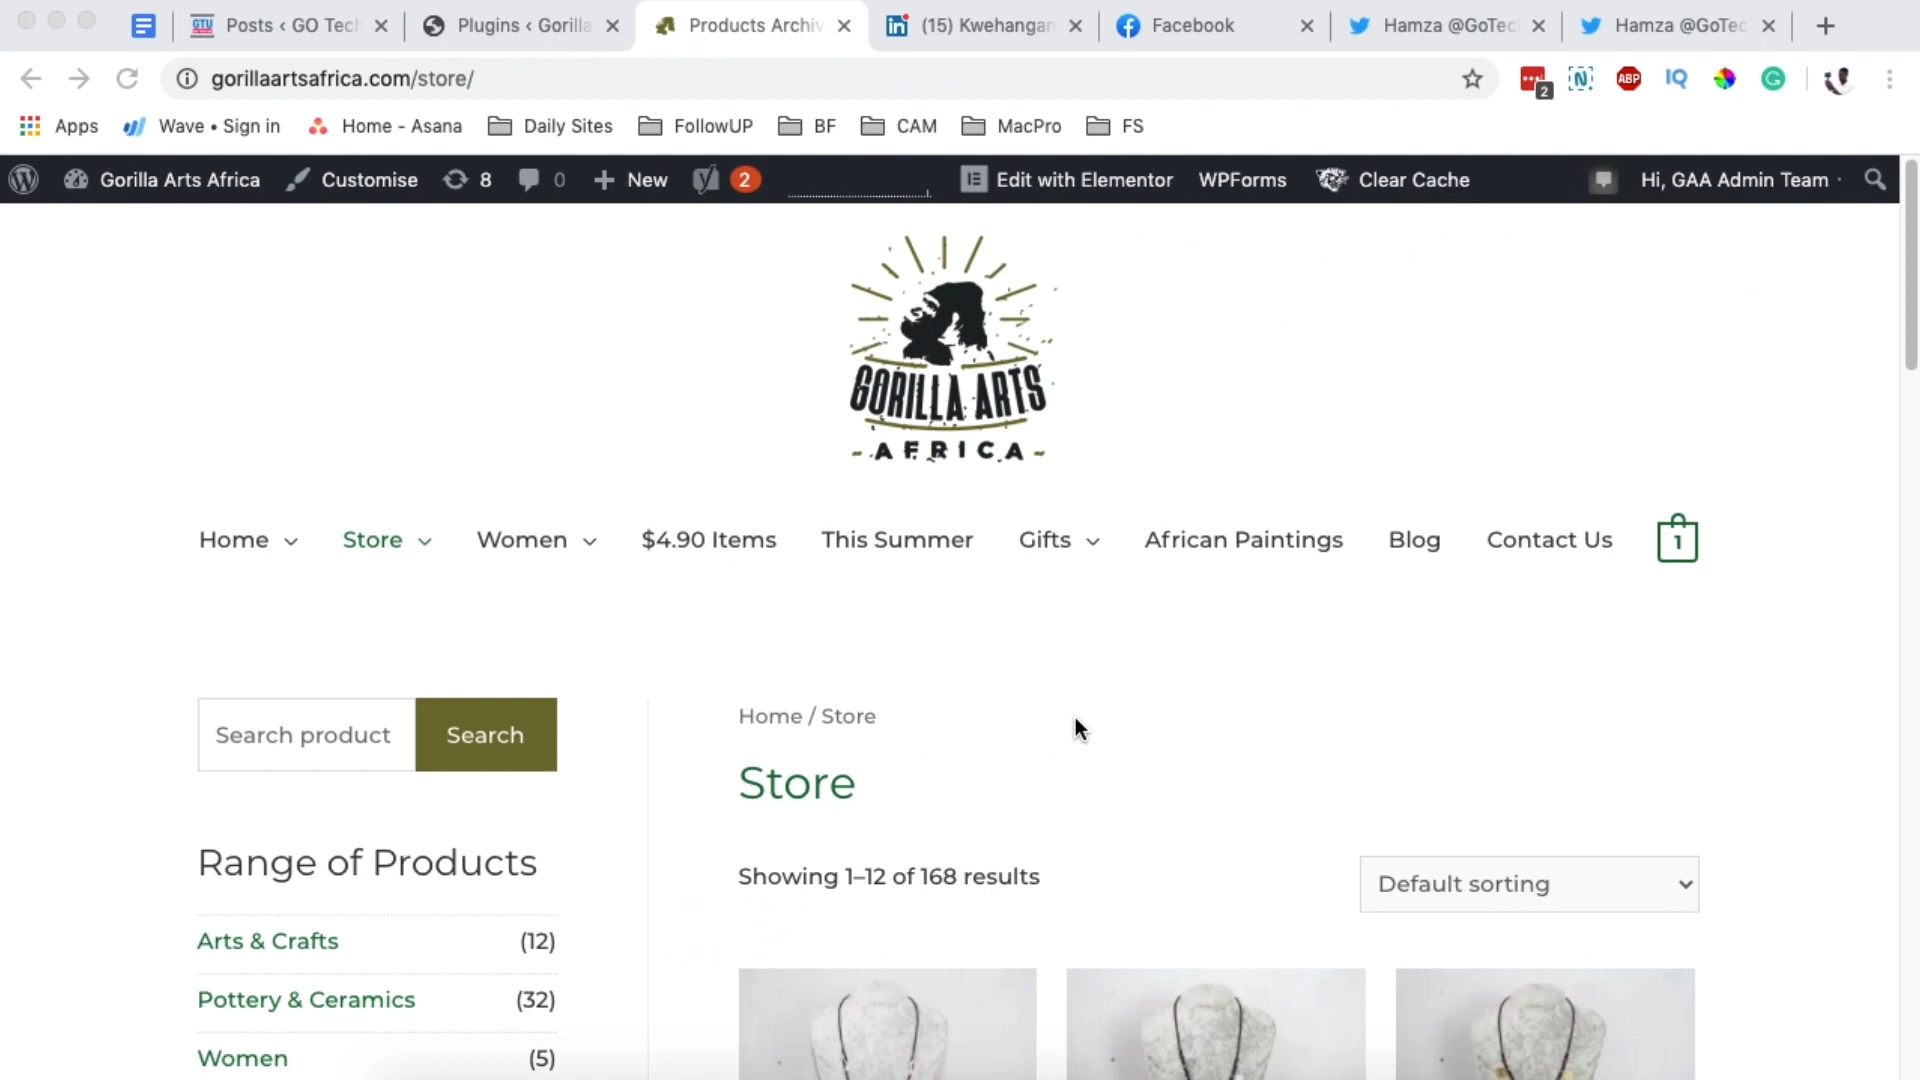 Posts ‹ GO Tech
Plugins ‹ Gorilla
Products Archiv
(15) Kwehangan
Facebook
Hamza @GoTec
Hamza @GoTec
gorillaartsafrica.com/store/
2
ABP
IQ
Apps
Wave • Sign in
Home - Asana
Daily Sites
FollowUP
BF
CAM
MacPro
FS
Gorilla Arts Africa
Customise
8
0
New
2
Edit with Elementor
WPForms
Clear Cache
Hi, GAA Admin Team
GORILLA ARTS
- AFRICA -
Home
Store
Women
$4.90 Items
This Summer
Gifts
African Paintings
Blog
Contact Us
1
Search product
Search
Home / Store
Store
Range of Products
Showing 1–12 of 168 results
Default sorting
Arts & Crafts (12)
Pottery & Ceramics (32)
Women (5)